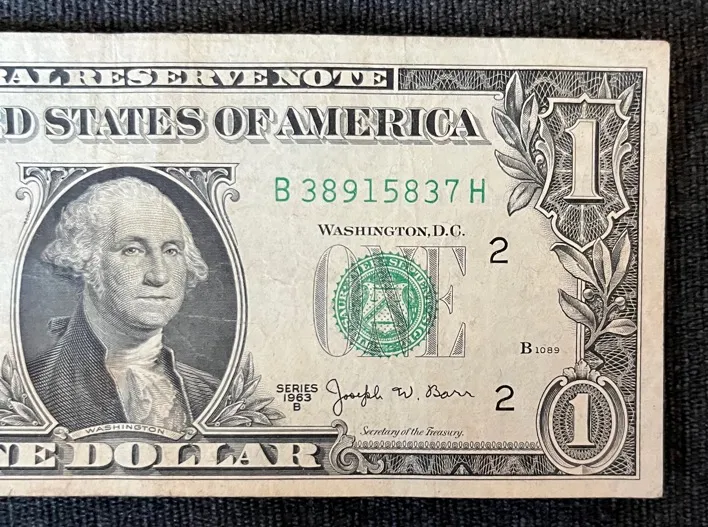 RAL RESERVE NOTE
D STATES OF AMERICA
1
B 38915837 H
WASHINGTON, D.C.
2
ONE
B 1089
SERIES
1963
B
Joseph W. Barr
2
Secretary of the Treasury.
WASHINGTON
1
E DOLLAR